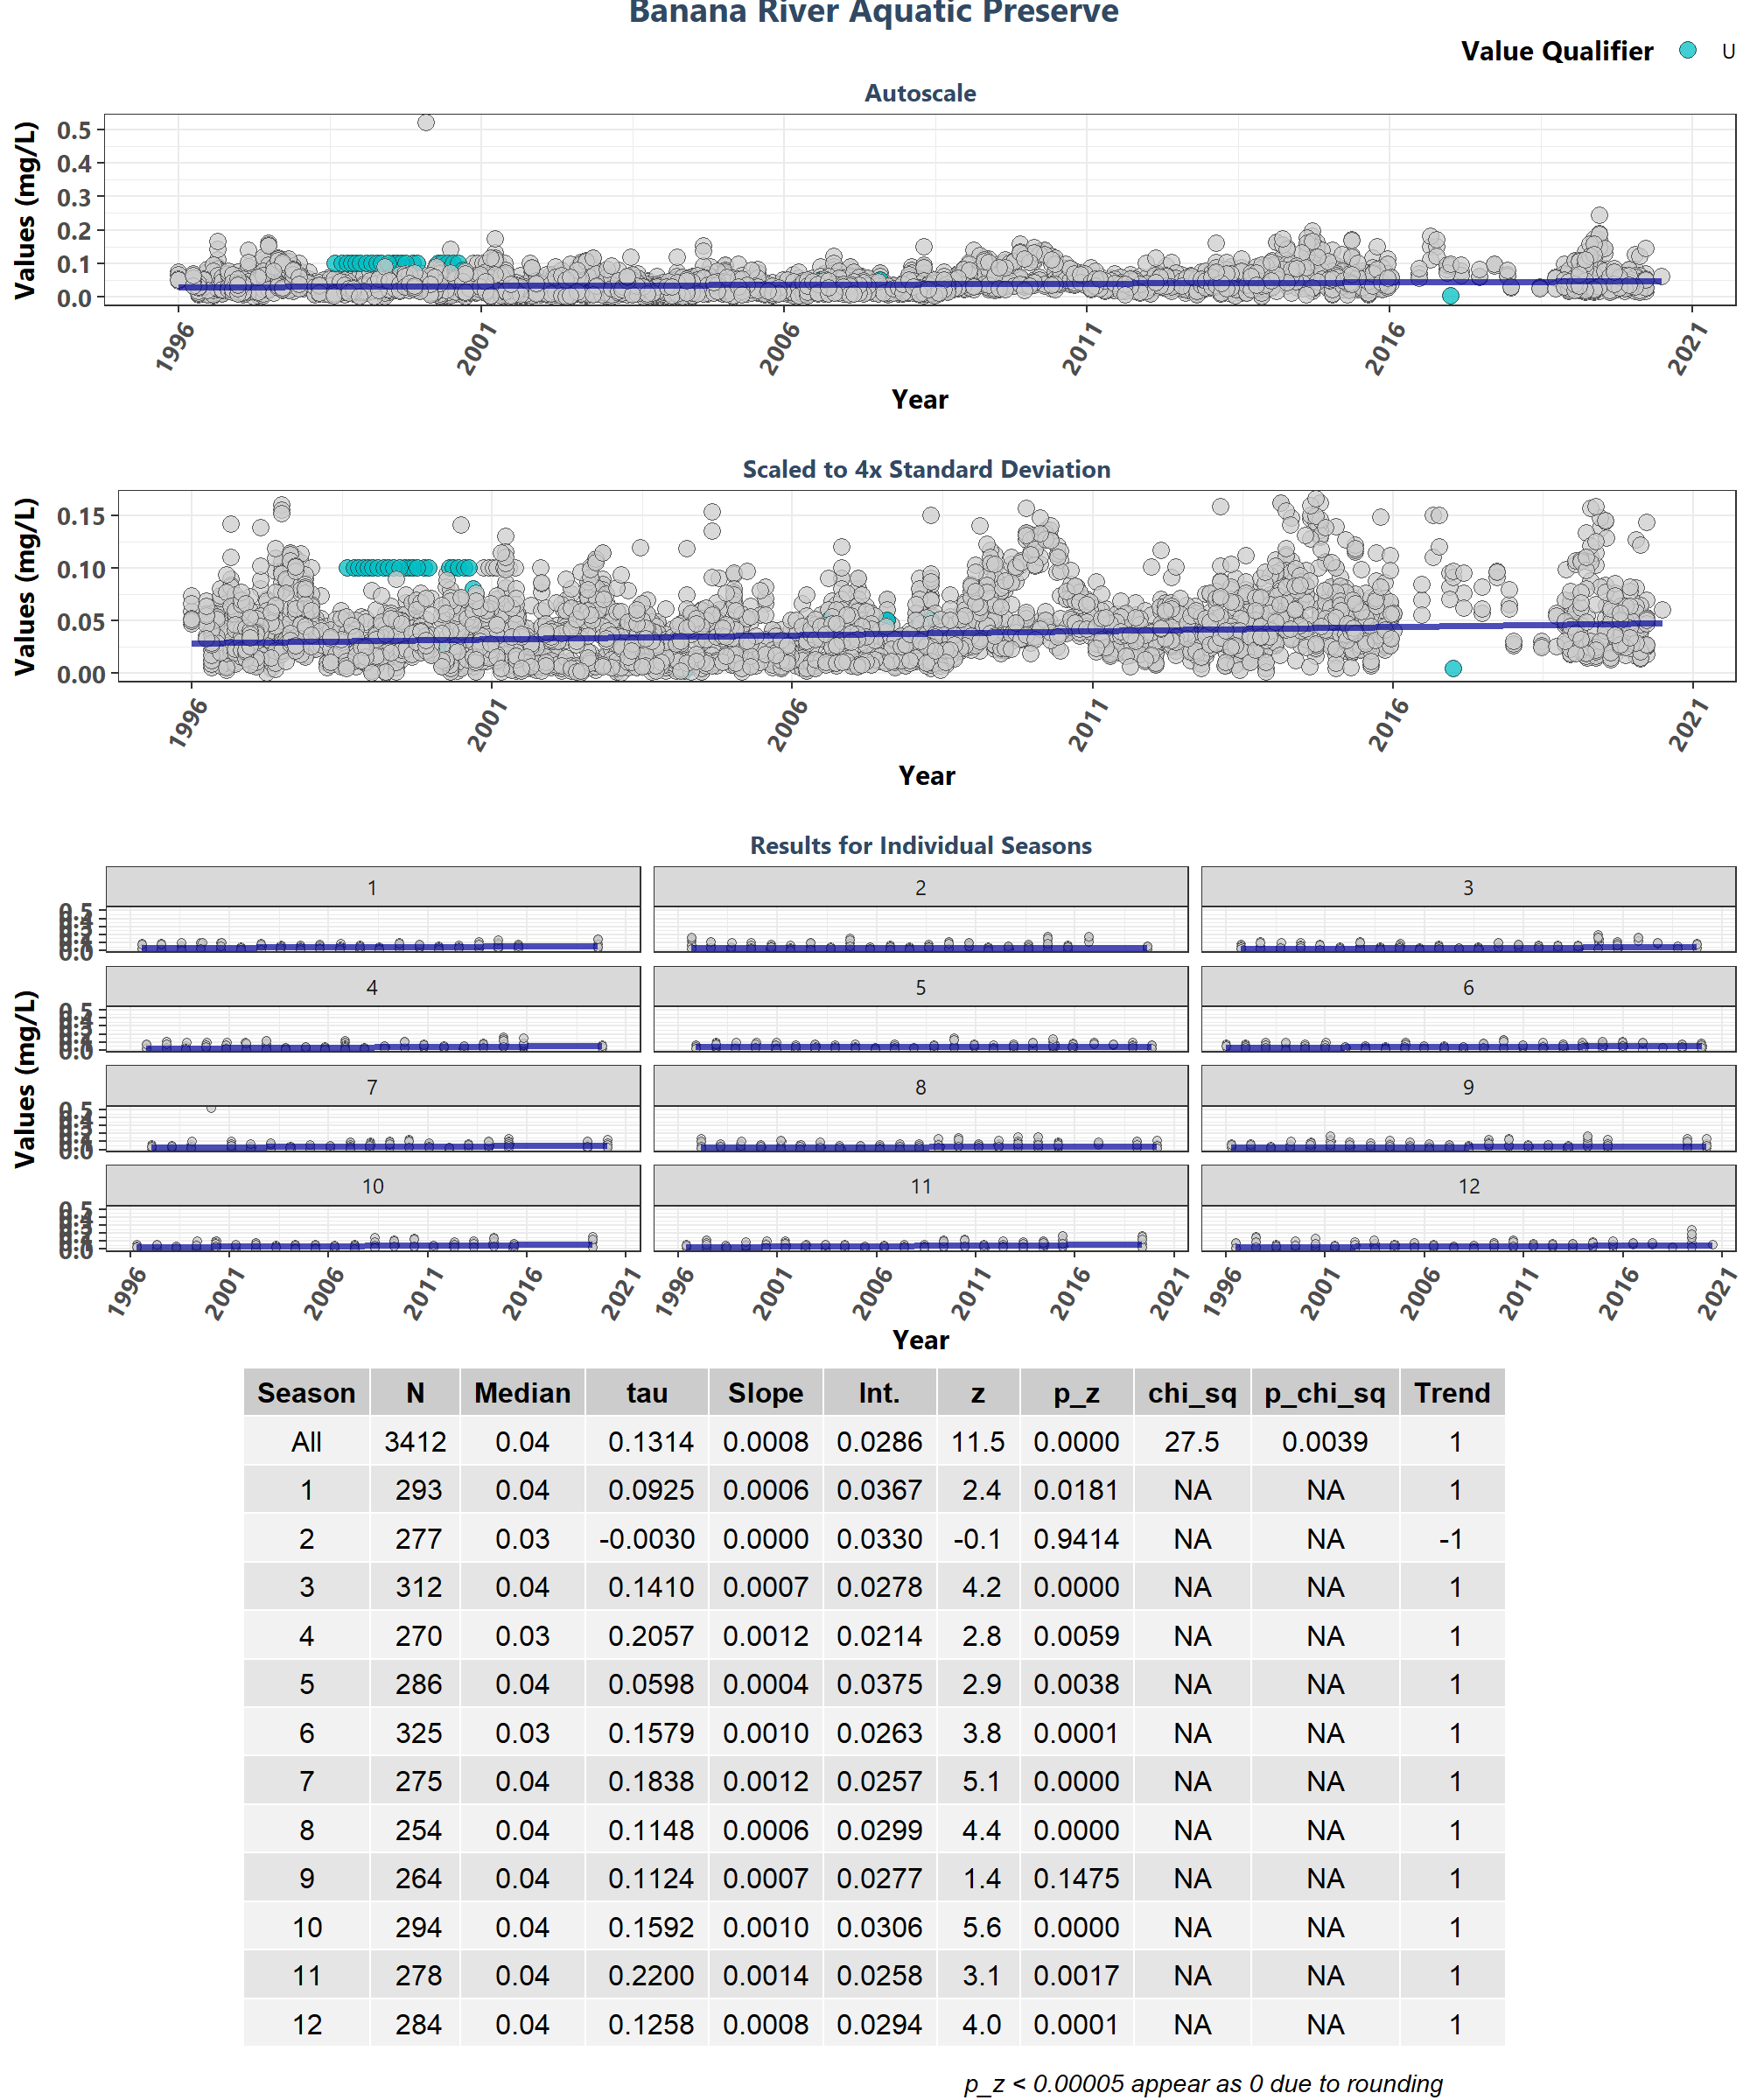 Banana River Aquatic Preserve
Value Qualifier U
Autoscale
Values (mg/L)
0.5
0.4
0.3
0.2
0.1
0.0
1996 2001 2006 2011 2016 2021
Year
Scaled to 4x Standard Deviation
Values (mg/L)
0.15
0.10
0.05
0.00
1996 2001 2006 2011 2016 2021
Year
Results for Individual Seasons
Values (mg/L)
1 2 3
0.5
0.0
4 5 6
0.5
0.0
7 8 9
0.5
0.0
10 11 12
0.5
0.0
1996 2001 2006 2011 2016 2021 1996 2001 2006 2011 2016 2021 1996 2001 2006 2011 2016 2021
Year
Season N Median tau Slope Int. z p_z chi_sq p_chi_sq Trend
All 3412 0.04 0.1314 0.0008 0.0286 11.5 0.0000 27.5 0.0039 1
1 293 0.04 0.0925 0.0006 0.0367 2.4 0.0181 NA NA 1
2 277 0.03 -0.0030 0.0000 0.0330 -0.1 0.9414 NA NA -1
3 312 0.04 0.1410 0.0007 0.0278 4.2 0.0000 NA NA 1
4 270 0.03 0.2057 0.0012 0.0214 2.8 0.0059 NA NA 1
5 286 0.04 0.0598 0.0004 0.0375 2.9 0.0038 NA NA 1
6 325 0.03 0.1579 0.0010 0.0263 3.8 0.0001 NA NA 1
7 275 0.04 0.1838 0.0012 0.0257 5.1 0.0000 NA NA 1
8 254 0.04 0.1148 0.0006 0.0299 4.4 0.0000 NA NA 1
9 264 0.04 0.1124 0.0007 0.0277 1.4 0.1475 NA NA 1
10 294 0.04 0.1592 0.0010 0.0306 5.6 0.0000 NA NA 1
11 278 0.04 0.2200 0.0014 0.0258 3.1 0.0017 NA NA 1
12 284 0.04 0.1258 0.0008 0.0294 4.0 0.0001 NA NA 1
p_z < 0.00005 appear as 0 due to rounding